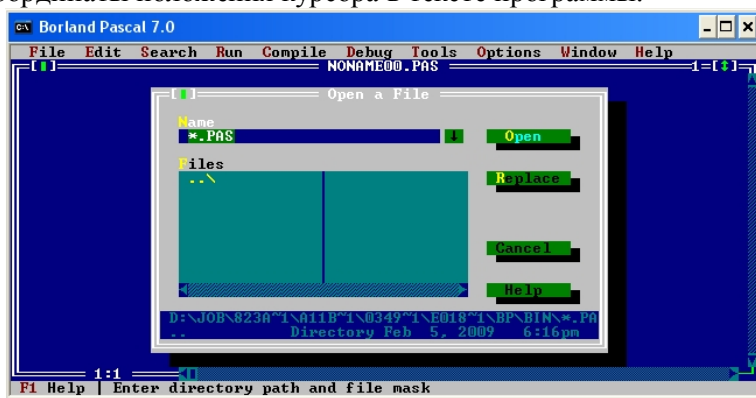 координаты положения курсора в тексте программы.
Borland Pascal 7.0
File Edit Search Run Compile Debug Tools Options Window Help
NONAME00.PAS 1=[↕]
Open a File
Name
*.PAS
Open
Files
..\
Replace
Cancel
Help
D:\JOB\823A~1\A11B~1\0349~1\E018~1\BP\BIN\*.PA
.. Directory Feb 5, 2009 6:16pm
1:1
F1 Help | Enter directory path and file mask